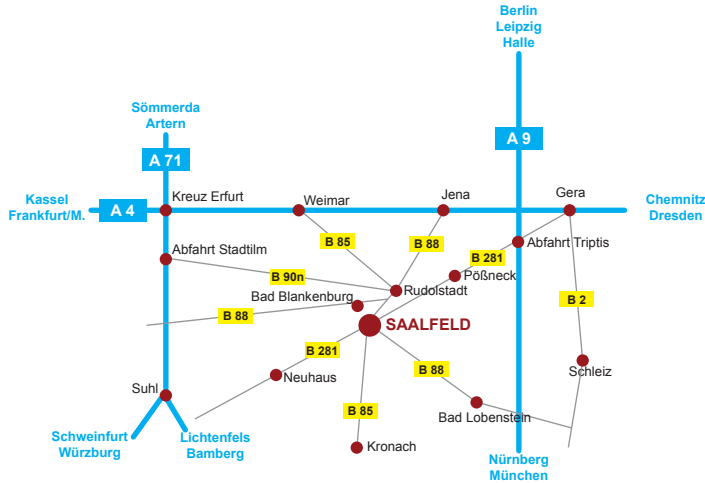 Berlin
Leipzig
Halle
Sömmerda
Artern
A 9
A 71
Kassel
Frankfurt/M.
A 4
Kreuz Erfurt
Weimar
Jena
Gera
Chemnitz
Dresden
B 85
B 88
Abfahrt Stadtilm
B 281
Abfahrt Triptis
B 90n
Pößneck
Bad Blankenburg
Rudolstadt
B 2
B 88
SAALFELD
B 281
Neuhaus
B 88
Schleiz
Suhl
B 85
Bad Lobenstein
Schweinfurt
Würzburg
Lichtenfels
Bamberg
Kronach
Nürnberg
München